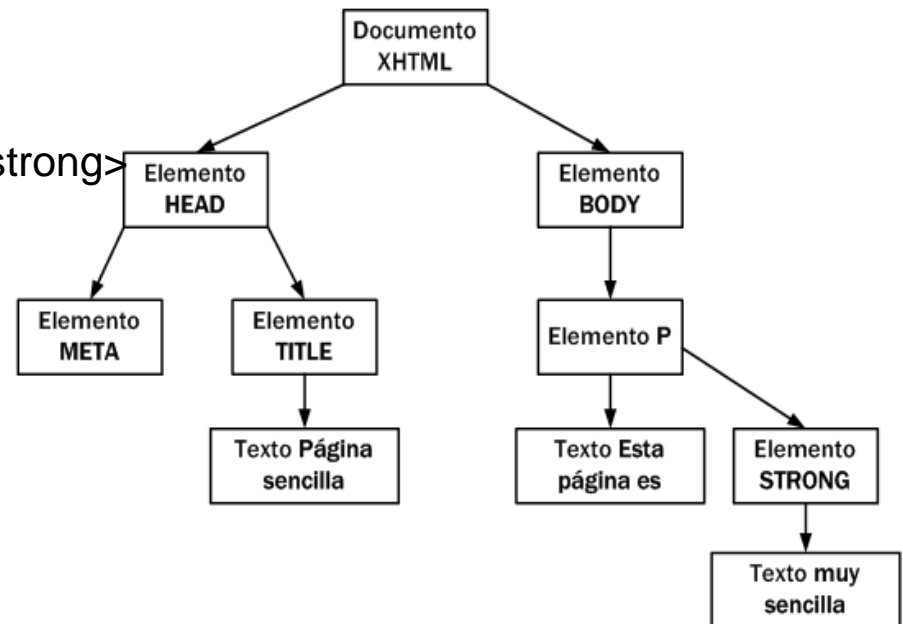 Documento
XHTML
strong>
Elemento
HEAD
Elemento
BODY
Elemento
META
Elemento
TITLE
Elemento P
Texto Página
sencilla
Texto Esta
página es
Elemento
STRONG
Texto muy
sencilla